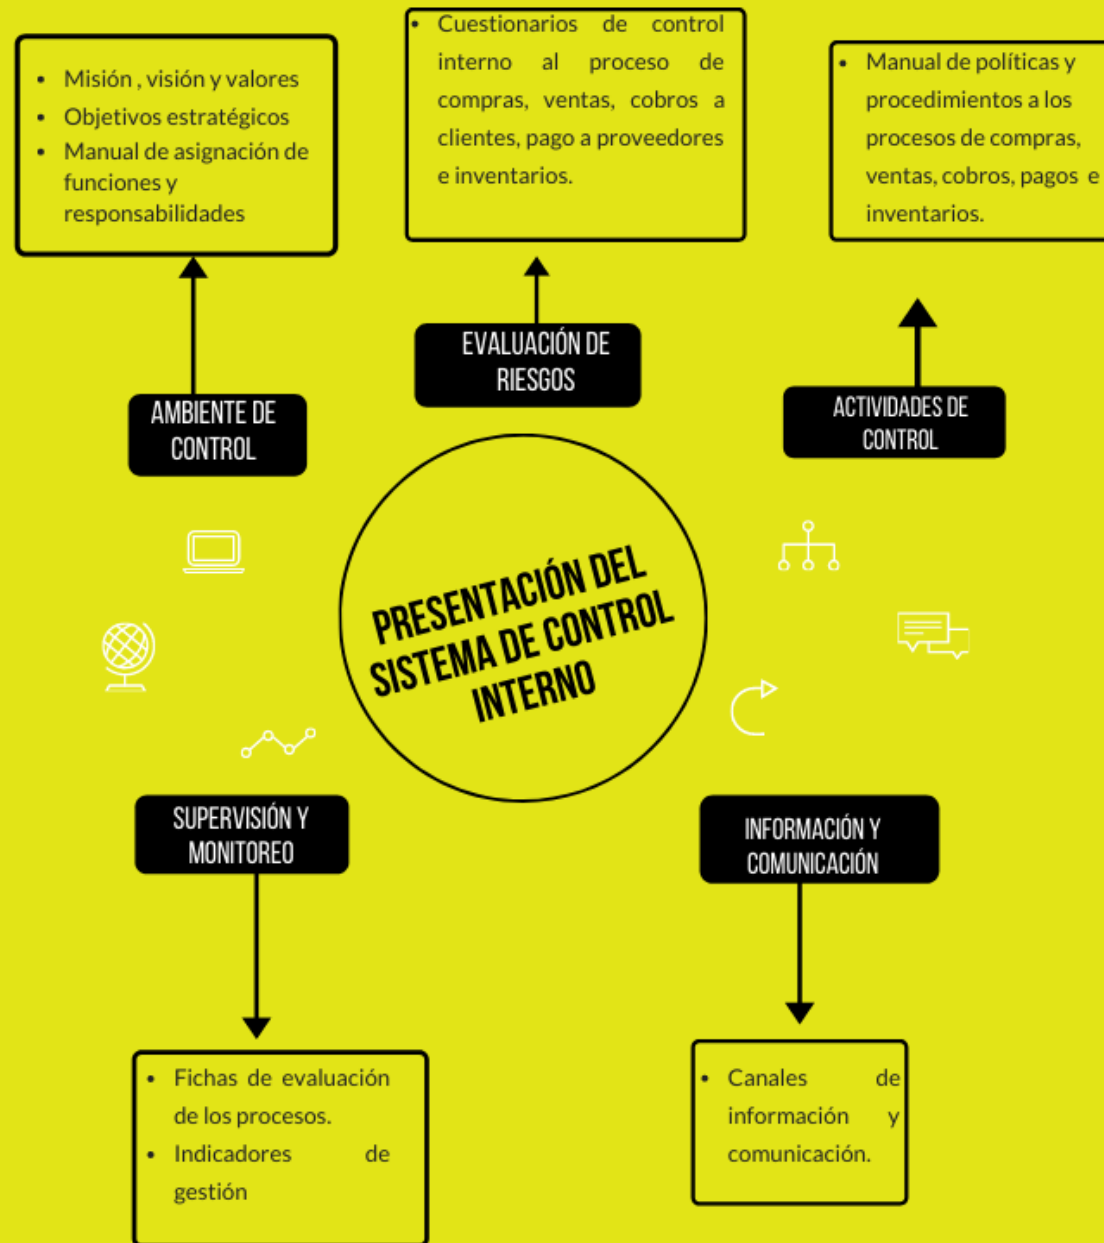 • Misión , visión y valores
• Objetivos estratégicos
• Manual de asignación de
funciones y
responsabilidades
• Cuestionarios de control
interno al proceso de
compras, ventas, cobros a
clientes, pago a proveedores
e inventarios.
• Manual de políticas y
procedimientos a los
procesos de compras,
ventas, cobros, pagos e
inventarios.
AMBIENTE DE
CONTROL
EVALUACIÓN DE
RIESGOS
ACTIVIDADES DE
CONTROL
PRESENTACIÓN DEL
SISTEMA DE CONTROL
INTERNO
SUPERVISIÓN Y
MONITOREO
INFORMACIÓN Y
COMUNICACIÓN
• Fichas de evaluación
de los procesos.
• Indicadores de
gestión
• Canales de
información y
comunicación.